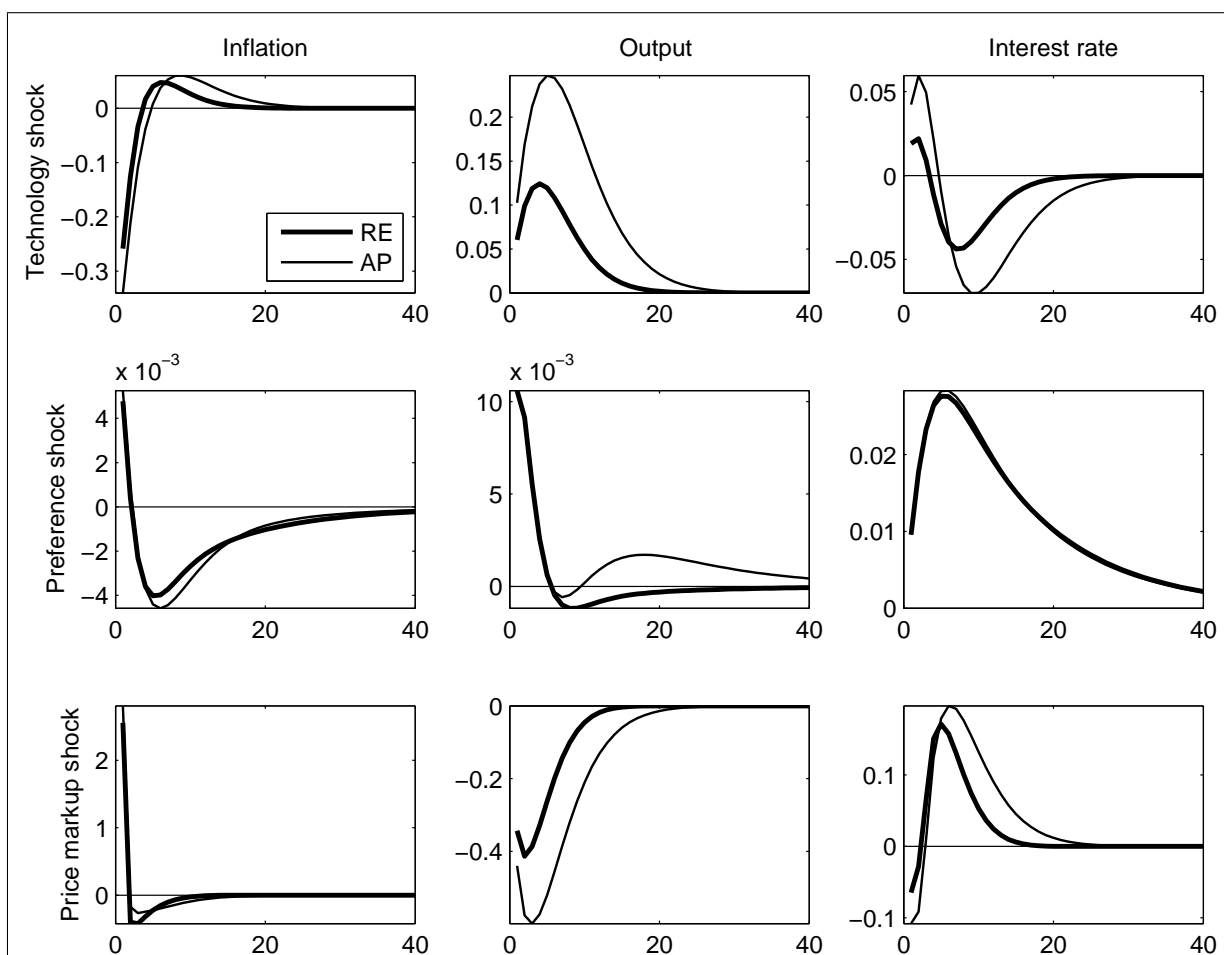 Inflation Output Interest rate
Technology shock
0
−0.1
−0.2
−0.3
0 20 40
RE
AP
0.2
0.15
0.1
0.05
0
0 20 40
0.05
0
−0.05
0 20 40
Preference shock
x 10−3
4
2
0
−2
−4
0 20 40
x 10−3
10
5
0
0 20 40
0.02
0.01
0
0 20 40
Price markup shock
2
1
0
0 20 40
0
−0.2
−0.4
0 20 40
0.1
0
−0.1
0 20 40